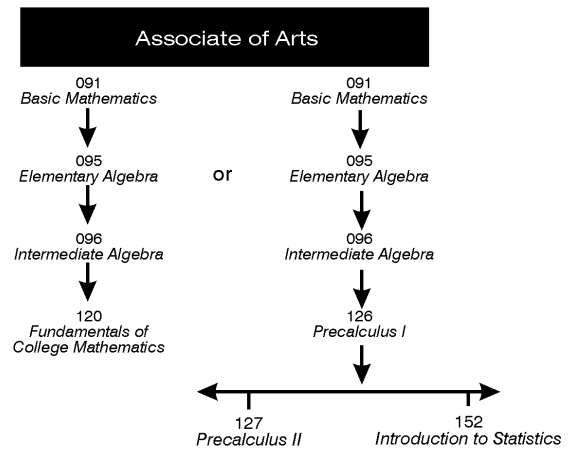 Associate of Arts
091
Basic Mathematics
095
Elementary Algebra
096
Intermediate Algebra
120
Fundamentals of
College Mathematics
or
091
Basic Mathematics
095
Elementary Algebra
096
Intermediate Algebra
126
Precalculus I
127
Precalculus II
152
Introduction to Statistics